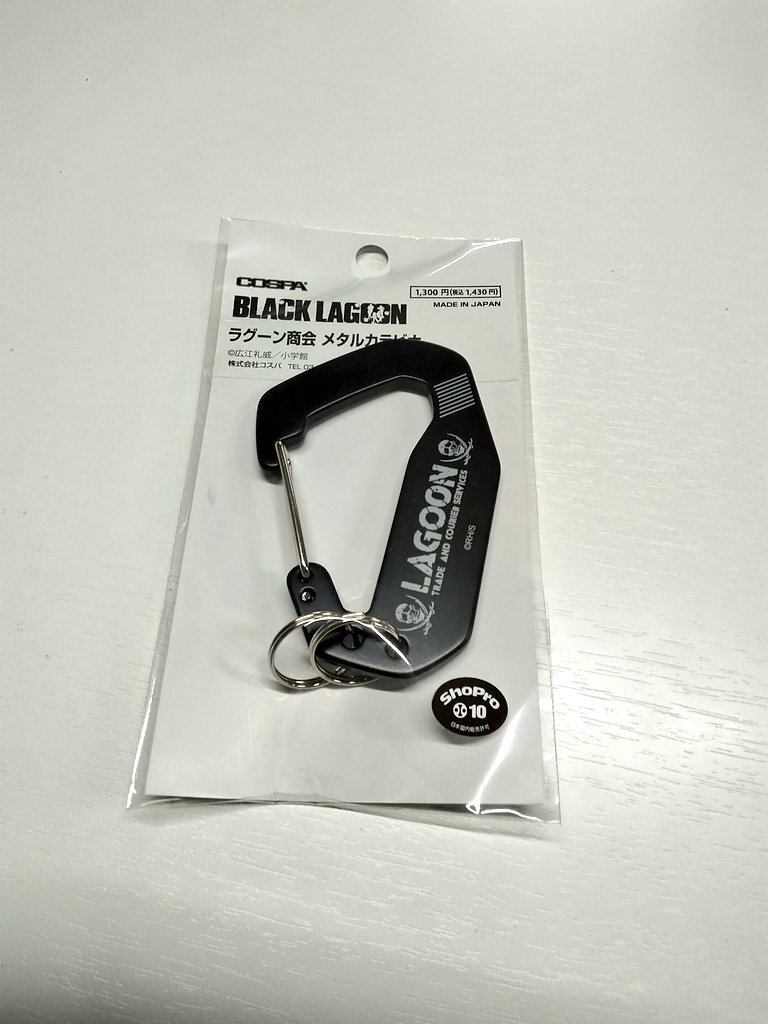 COSPA
1,300 円(税込 1,430円)
BLACK LAGOON
MADE IN JAPAN
ラグーン商会 メタルカラビナ
©広江礼威／小学館
株式会社コスパ TEL 03
LAGOON
TRADE AND COURIER SERVICES
©RH/S
ShoPro
10
日本国内販売許可